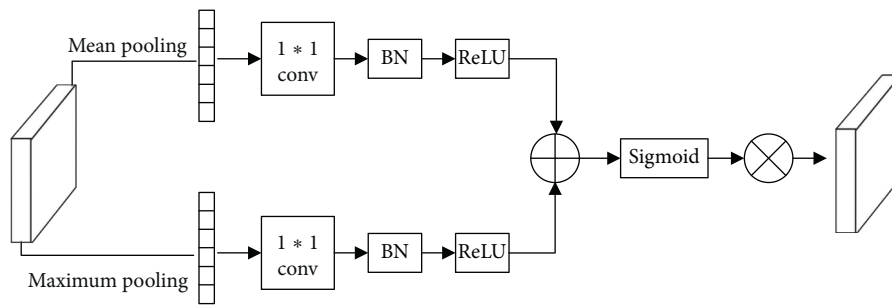 Mean pooling
1 * 1
conv
BN
ReLU
Sigmoid
Maximum pooling
1 * 1
conv
BN
ReLU